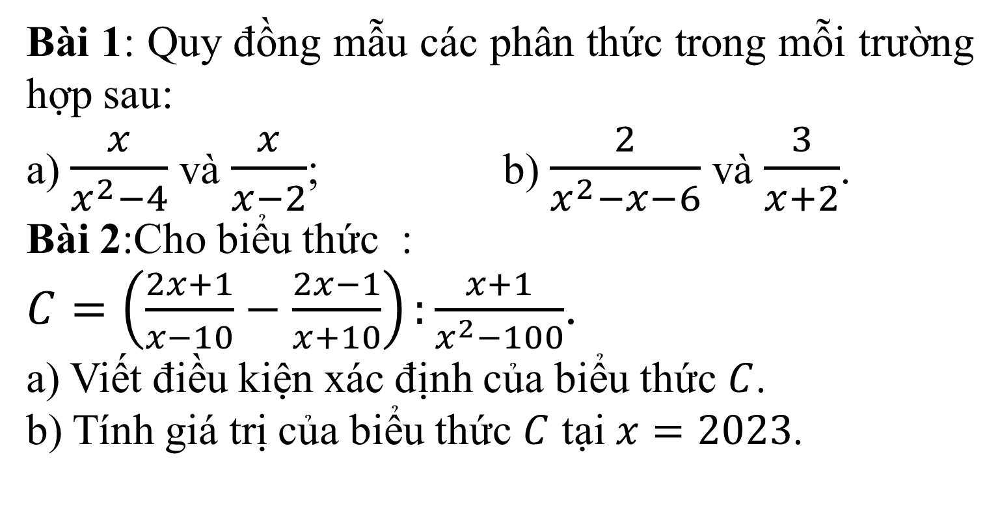 Bài 1: Quy đồng mẫu các phân thức trong mỗi trường
hợp sau:
a) \frac{x}{x^2-4} và \frac{x}{x-2}; b) \frac{2}{x^2-x-6} và \frac{3}{x+2}.
Bài 2:Cho biểu thức :
C = \left(\frac{2x+1}{x-10} - \frac{2x-1}{x+10}\right) : \frac{x+1}{x^2-100}.
a) Viết điều kiện xác định của biểu thức C.
b) Tính giá trị của biểu thức C tại x = 2023.